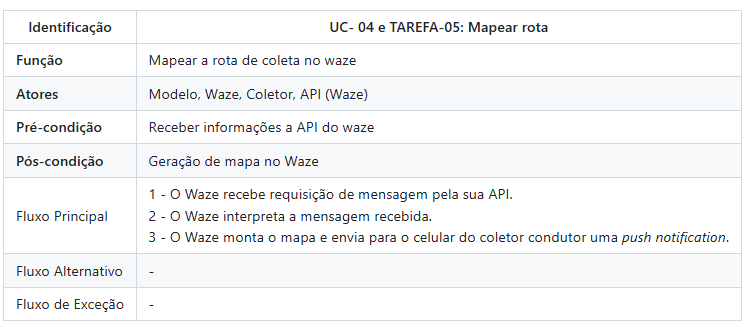 Identificação UC- 04 e TAREFA-05: Mapear rota
Função Mapear a rota de coleta no waze
Atores Modelo, Waze, Coletor, API (Waze)
Pré-condição Receber informações a API do waze
Pós-condição Geração de mapa no Waze
Fluxo Principal
1 - O Waze recebe requisição de mensagem pela sua API.
2 - O Waze interpreta a mensagem recebida.
3 - O Waze monta o mapa e envia para o celular do coletor condutor uma push notification.
Fluxo Alternativo -
Fluxo de Exceção -